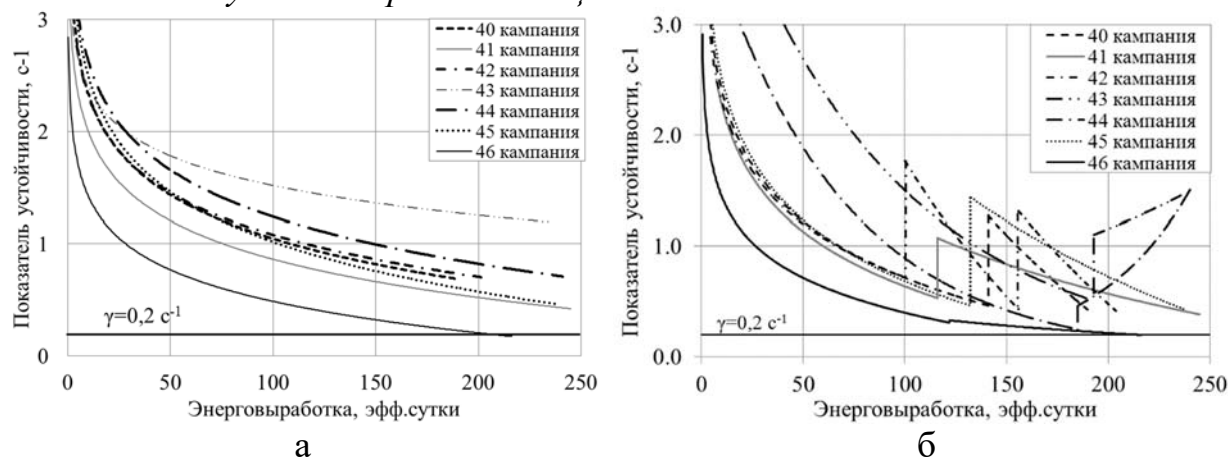 3
2
1
0
Показатель устойчивости, с-1
40 кампания
41 кампания
42 кампания
43 кампания
44 кампания
45 кампания
46 кампания
γ=0,2 с-1
0 50 100 150 200 250
Энерговыработка, эфф.сутки
а
3.0
2.0
1.0
0.0
Показатель устойчивости, с-1
40 кампания
41 кампания
42 кампания
43 кампания
44 кампания
45 кампания
46 кампания
γ=0,2 с-1
0 50 100 150 200 250
Энерговыработка, эфф.сутки
б